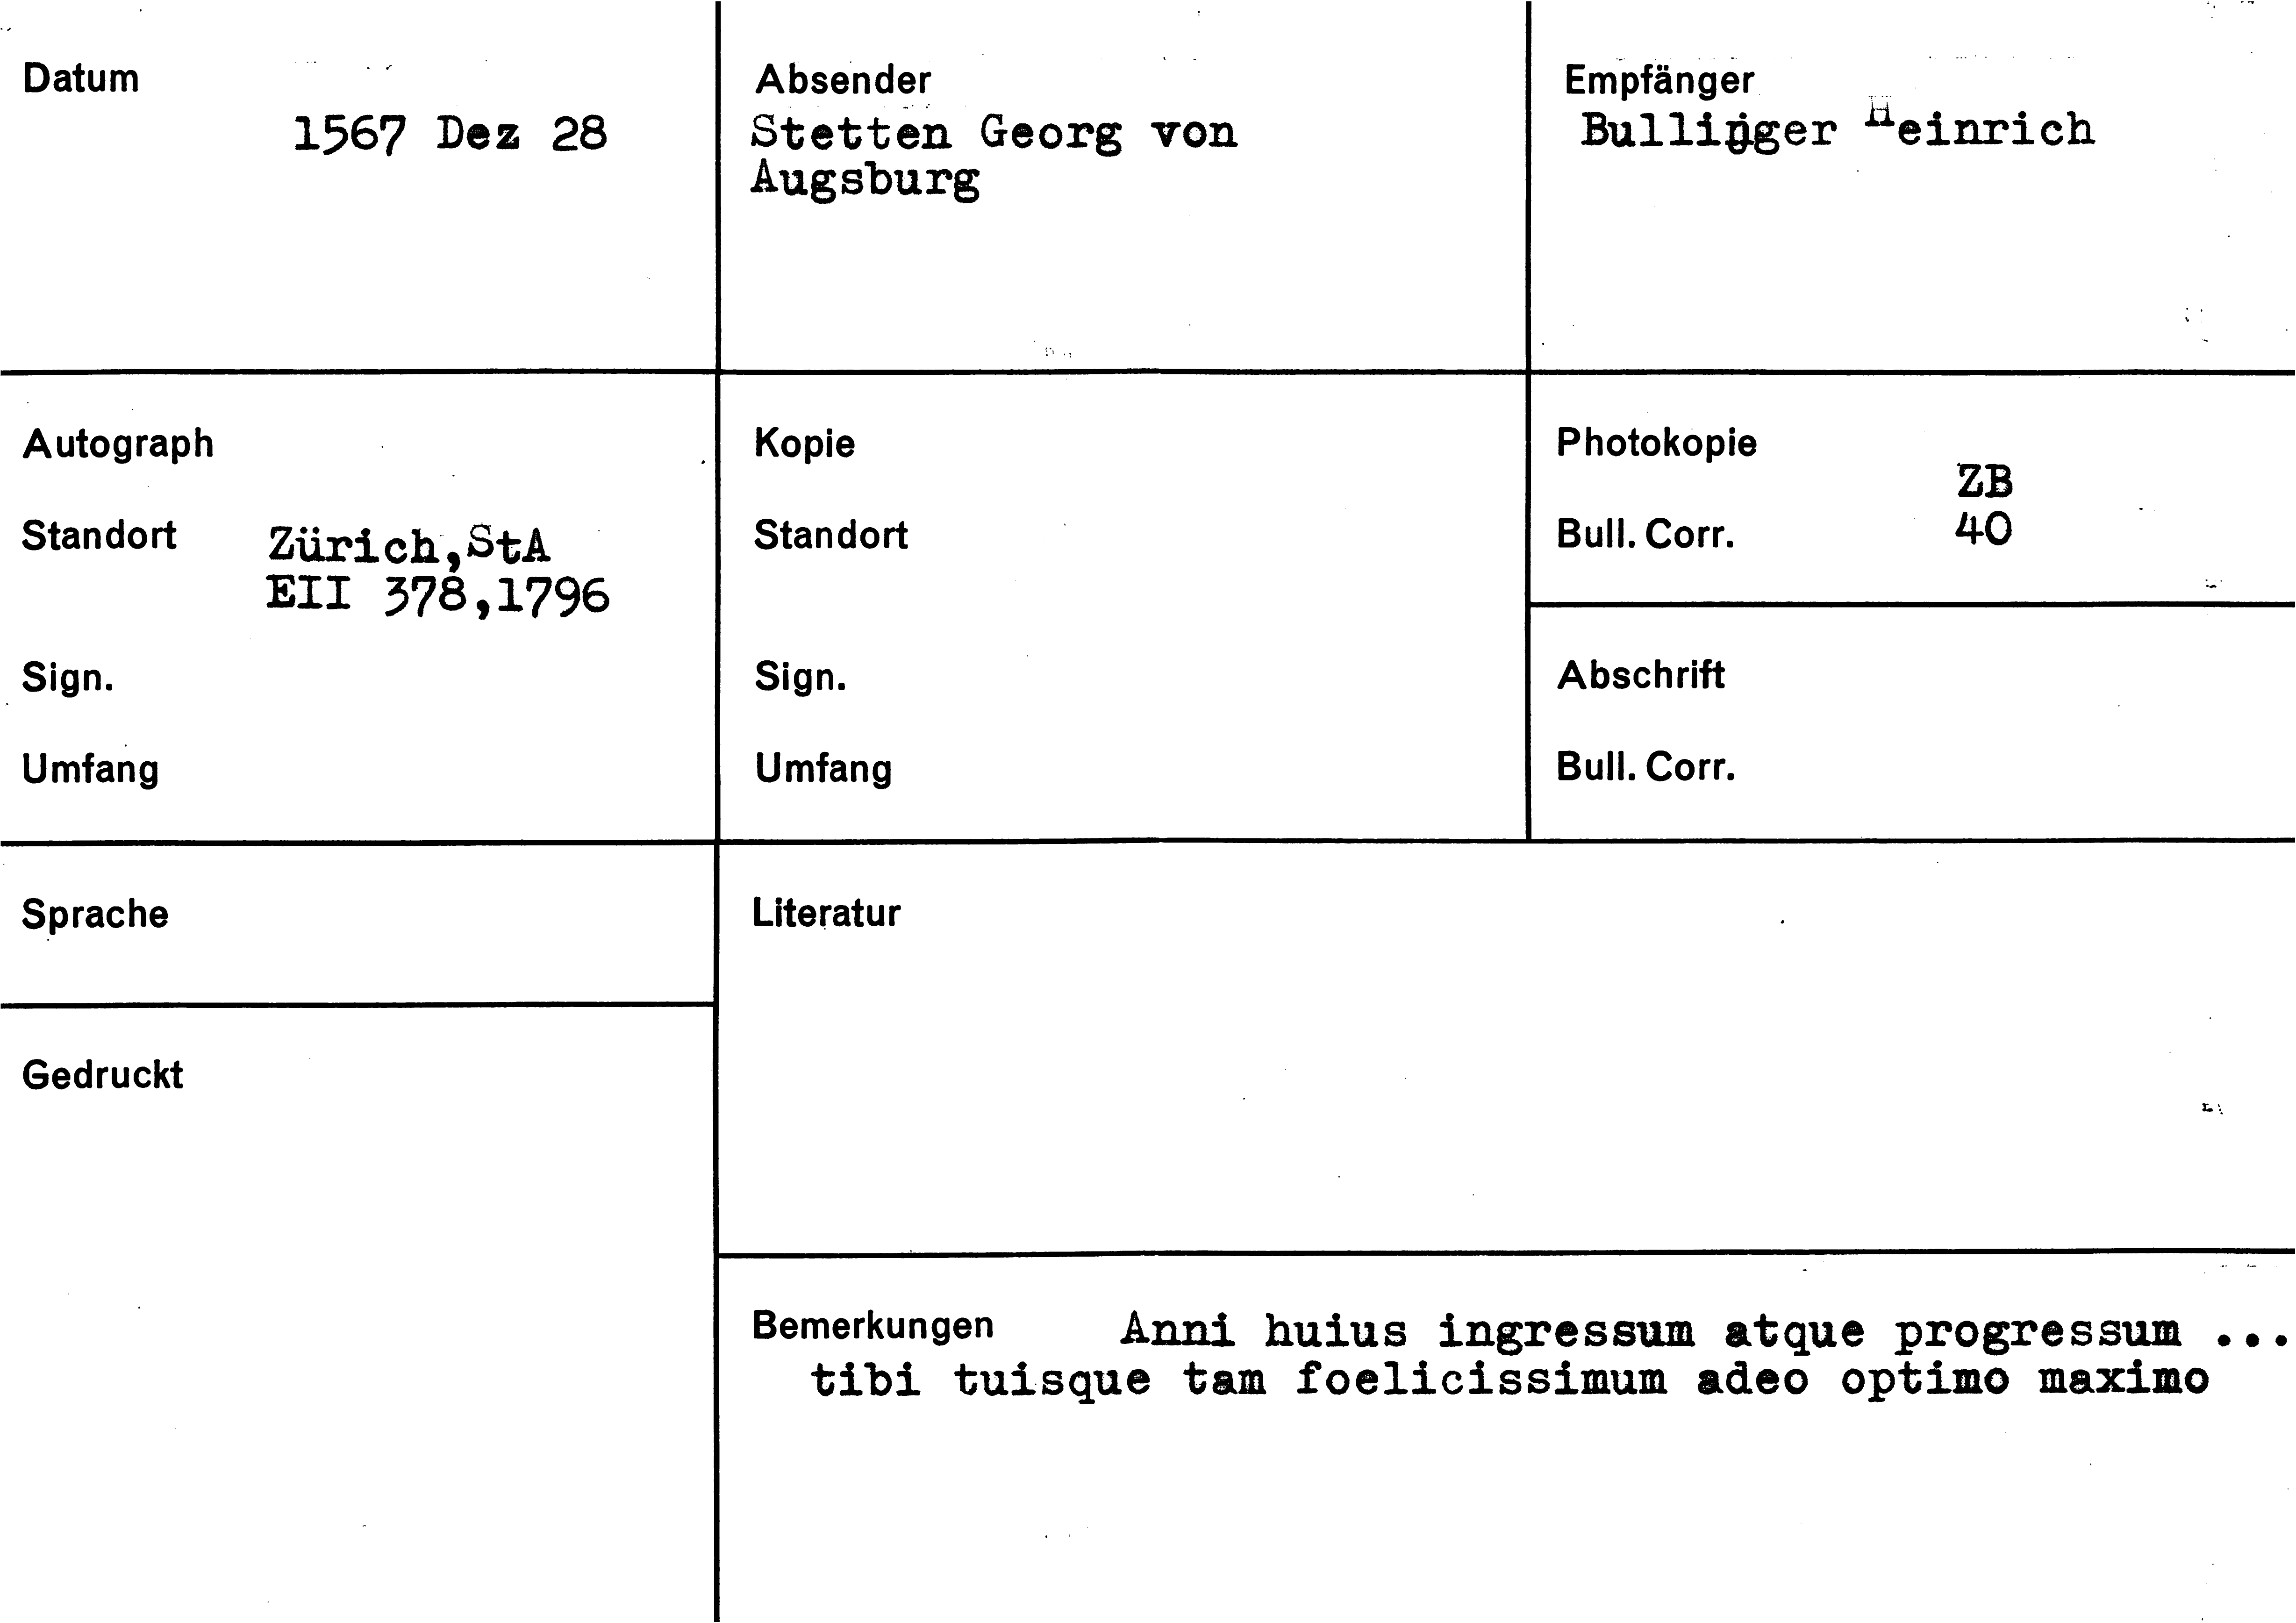 Datum
1567 Dez 28
Absender
Stetten Georg von
Augsburg
Empfänger
Bullinger Heinrich
Autograph
Standort
Zürich,StA
EII 378,1796
Sign.
Umfang
Kopie
Standort
Sign.
Umfang
Photokopie
ZB
Bull. Corr. 40
Abschrift
Bull. Corr.
Sprache
Gedruckt
Literatur
Bemerkungen Anni huius ingressum atque progressum ...
tibi tuisque tam foelicissimum adeo optimo maximo